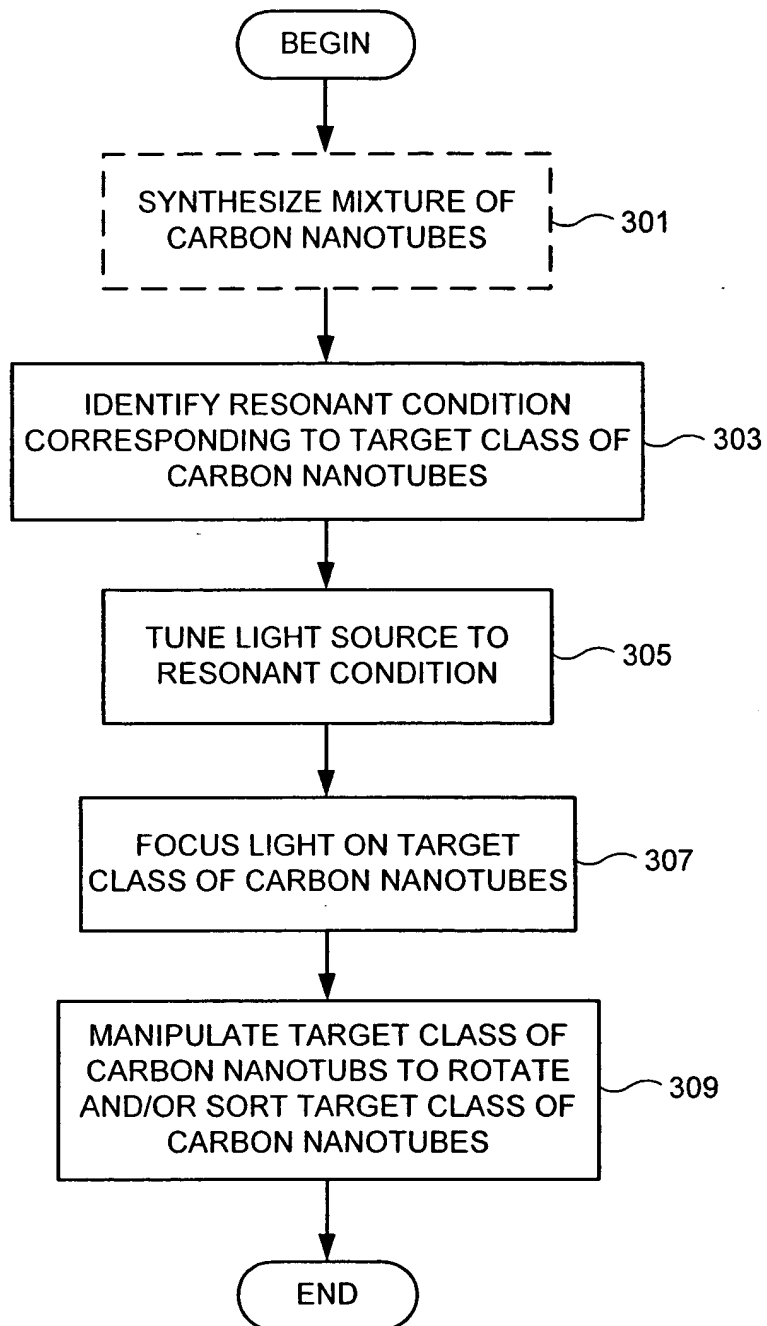 BEGIN
SYNTHESIZE MIXTURE OF
CARBON NANOTUBES
301
IDENTIFY RESONANT CONDITION
CORRESPONDING TO TARGET CLASS OF
CARBON NANOTUBES
303
TUNE LIGHT SOURCE TO
RESONANT CONDITION
305
FOCUS LIGHT ON TARGET
CLASS OF CARBON NANOTUBES
307
MANIPULATE TARGET CLASS OF
CARBON NANOTUBS TO ROTATE
AND/OR SORT TARGET CLASS OF
CARBON NANOTUBES
309
END